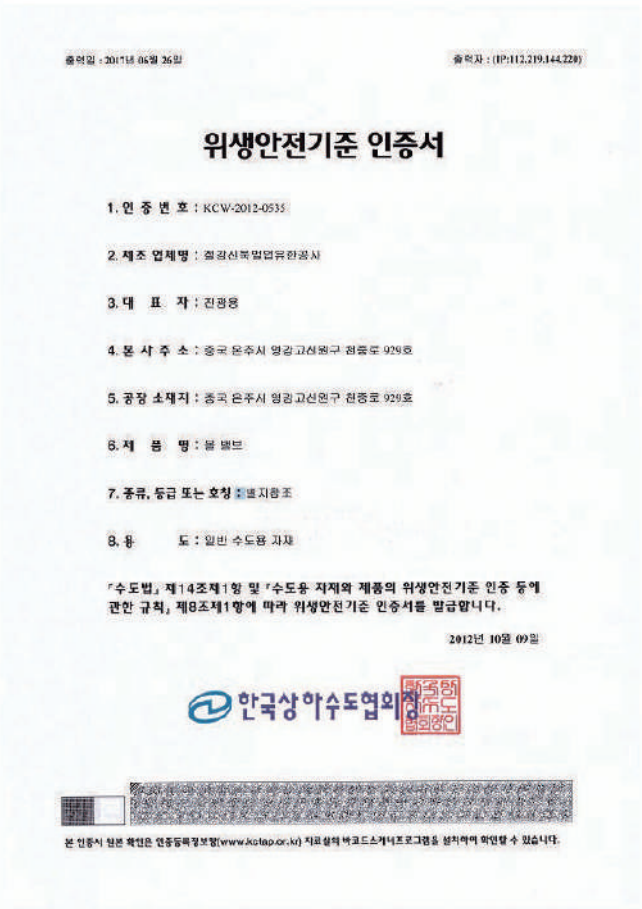 출력일 : 2017년 06월 26일
출력자 : (IP:112.219.144.220)
위생안전기준 인증서
1. 인 증 번 호 : KCW-2012-0535
2. 제조 업체명 : 절강신북밸업유한공사
3. 대 표 자 : 진광용
4. 본 사 주 소 : 중국 온주시 영강고신원구 천중로 929호
5. 공장 소재지 : 중국 온주시 영강고신원구 천중로 929호
6. 제 품 명 : 볼 밸브
7. 종류, 등급 또는 호칭 : 별지참조
8. 용 도 : 일반 수도용 자재
「수도법」 제14조제1항 및 「수도용 자재와 제품의 위생안전기준 인증 등에
관한 규칙」 제8조제1항에 따라 위생안전기준 인증서를 발급합니다.
2012년 10월 09일
한국상하수도협회장
본 인증서 원본 확인은 인증등록정보망(www.kctap.or.kr) 자료실의 바코드스캐너프로그램을 설치하여 확인할 수 있습니다.